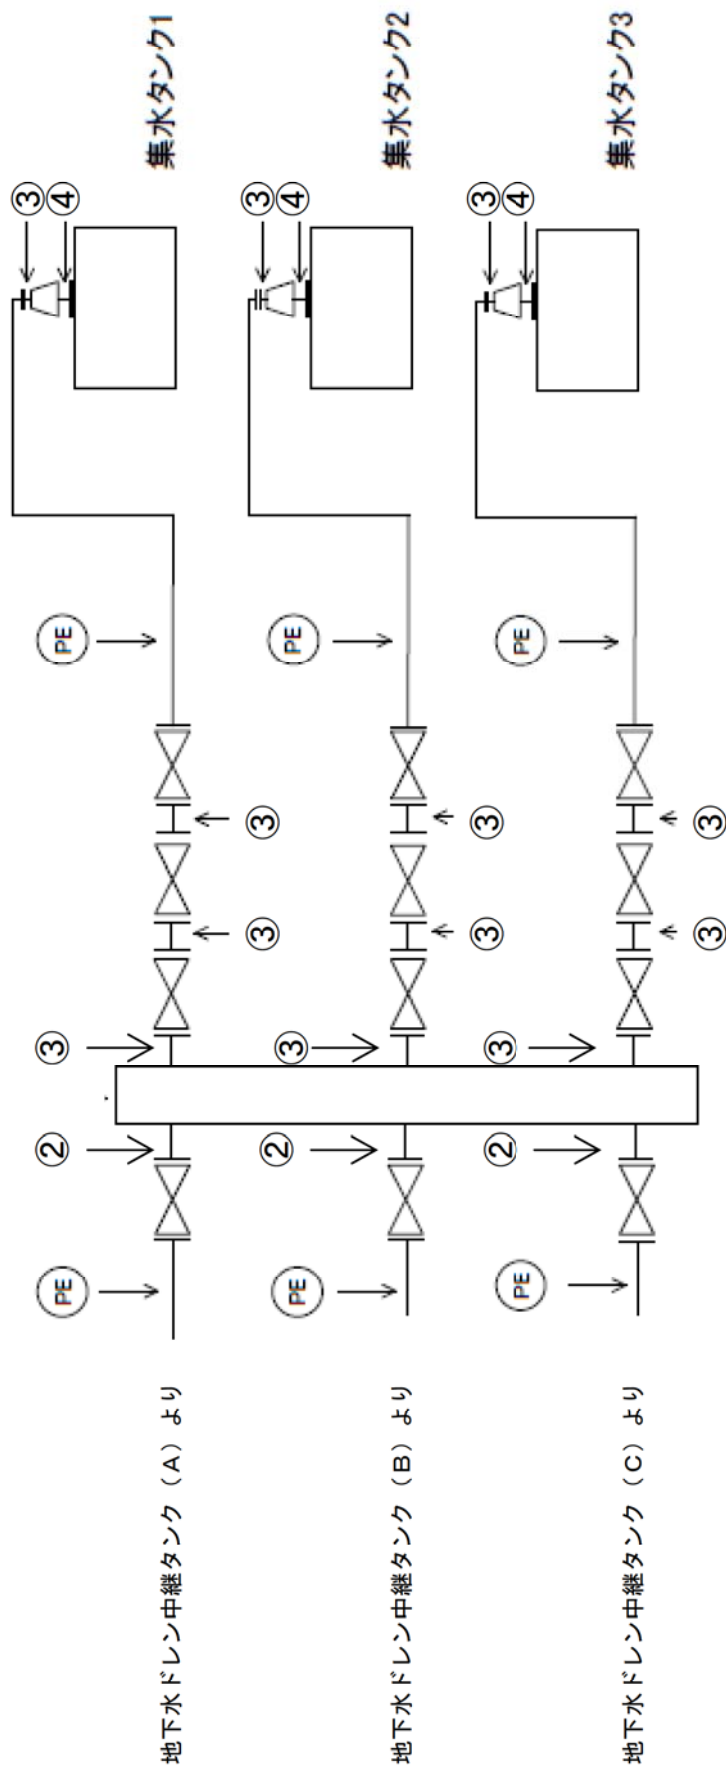 地下水ドレン中継タンク（A）より
PE
②
③
③
③
PE
③
④
集水タンク1
地下水ドレン中継タンク（B）より
PE
②
③
③
③
PE
③
④
集水タンク2
地下水ドレン中継タンク（C）より
PE
②
③
③
③
PE
③
④
集水タンク3